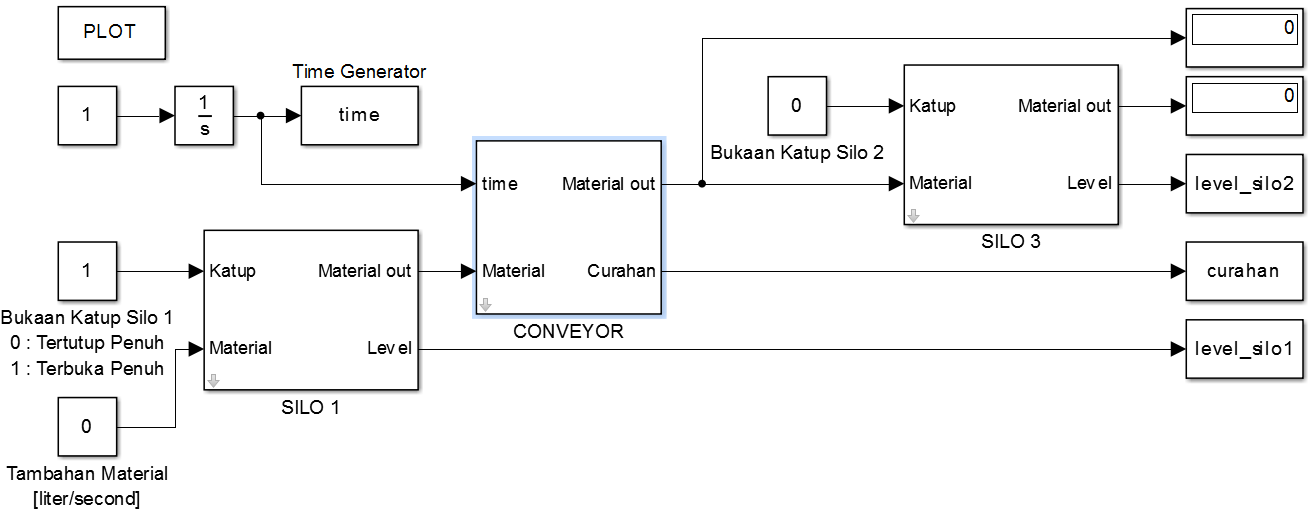 PLOT
0
Time Generator
1
1
s
time
0
Bukaan Katup Silo 2
Katup
Material out
Material
Level
SILO 3
0
level_silo2
time
Material out
Material
Curahan
CONVEYOR
curahan
1
Bukaan Katup Silo 1
0 : Tertutup Penuh
1 : Terbuka Penuh
Katup
Material out
Material
Level
SILO 1
level_silo1
0
Tambahan Material
[liter/second]